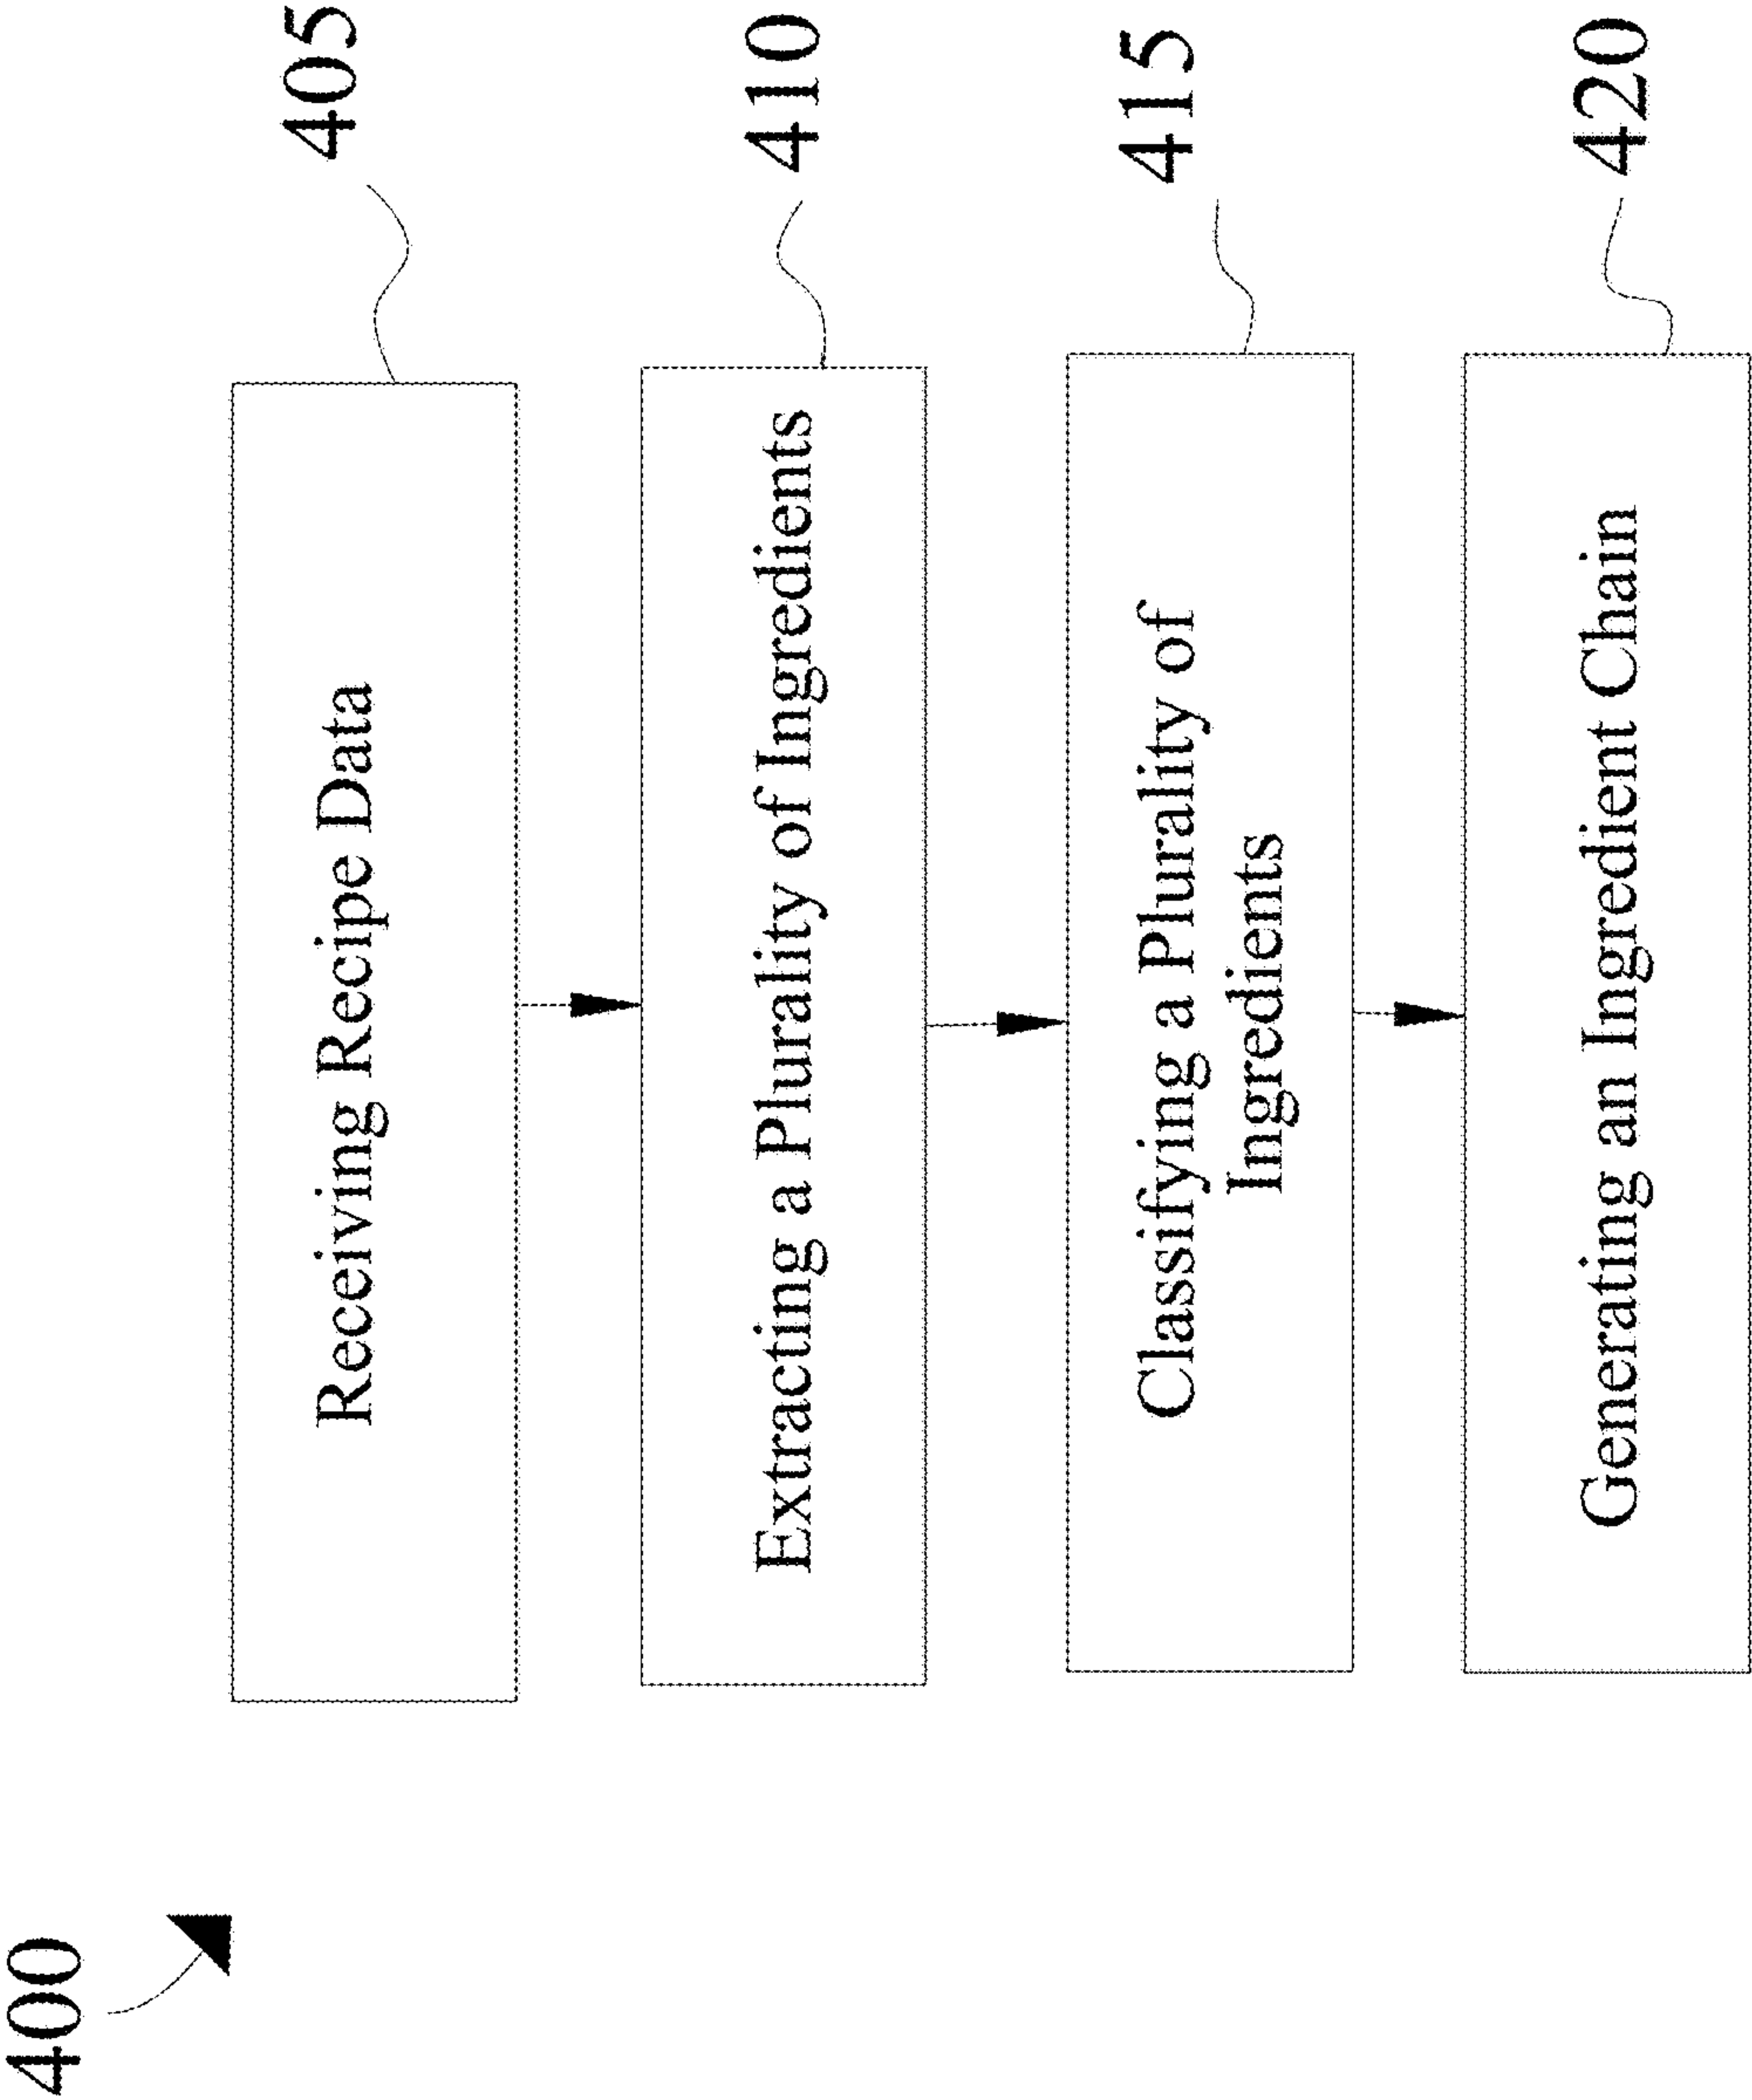 400
Receiving Recipe Data
405
Extracting a Plurality of Ingredients
410
Classifying a Plurality of
Ingredients
415
Generating an Ingredient Chain
420